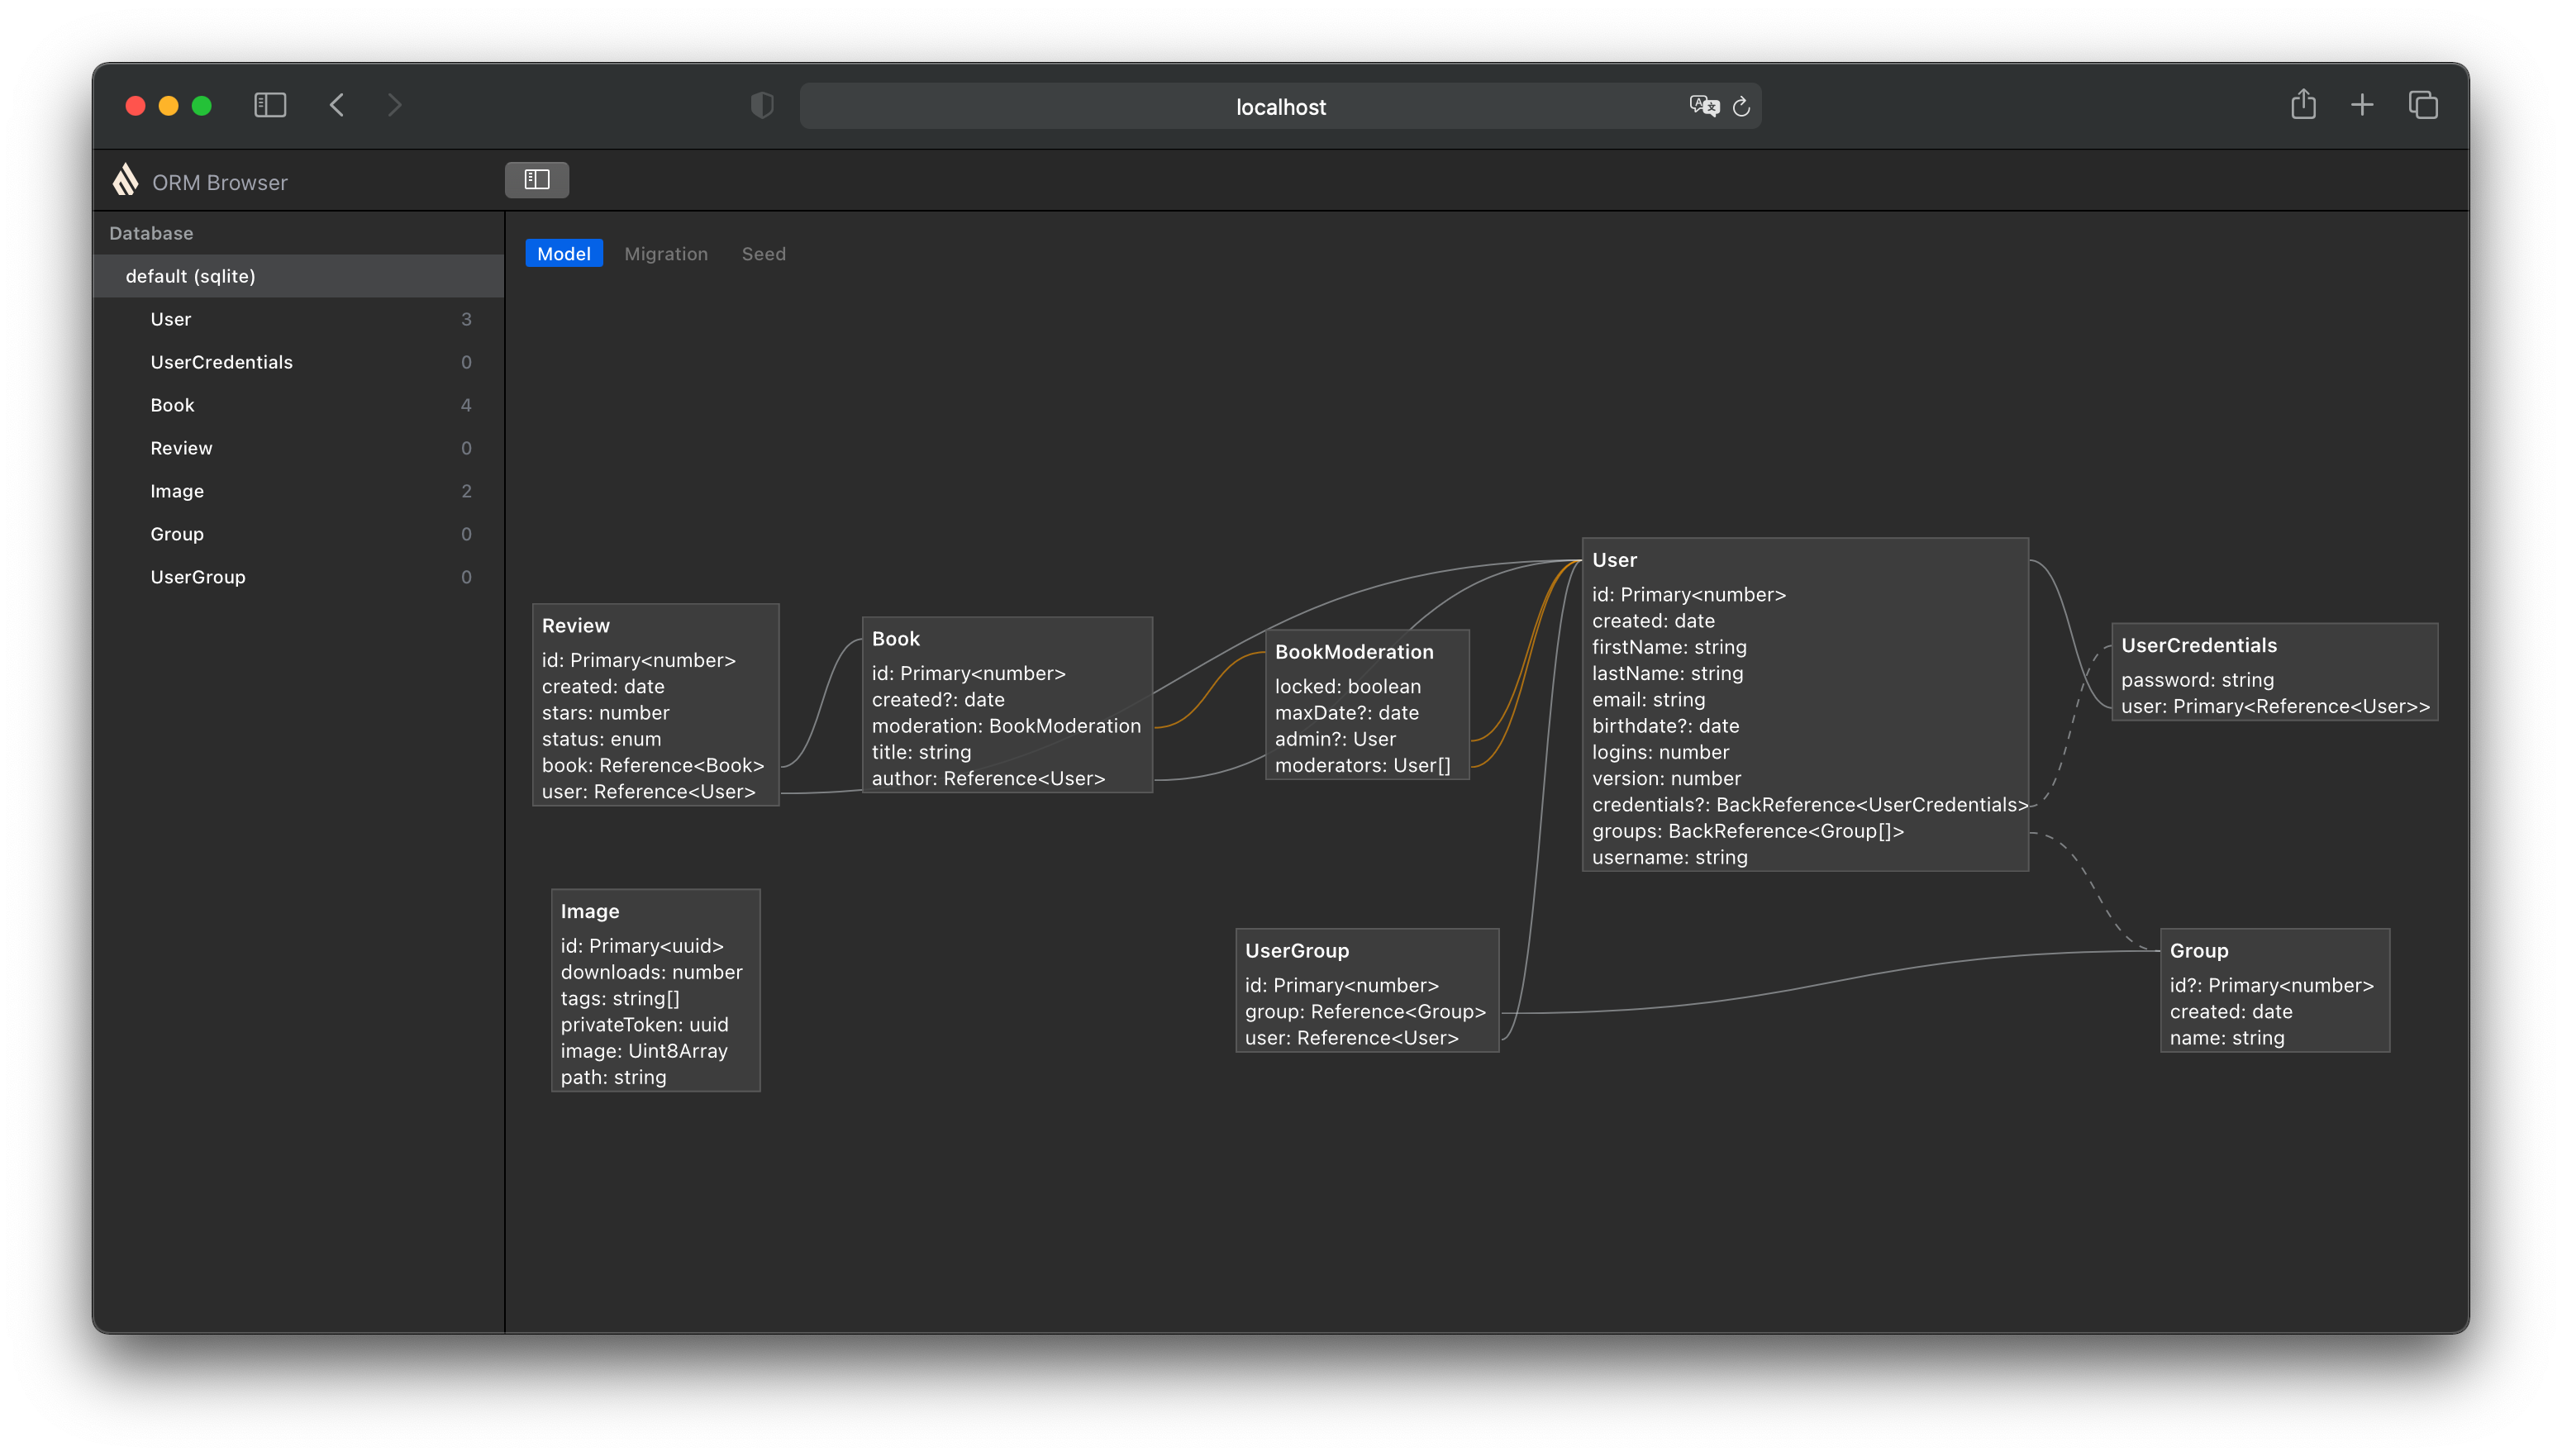 localhost
ORM Browser
Database
default (sqlite)
User 3
UserCredentials 0
Book 4
Review 0
Image 2
Group 0
UserGroup 0
Model Migration Seed
Review
id: Primary<number>
created: date
stars: number
status: enum
book: Reference<Book>
user: Reference<User>
Book
id: Primary<number>
created?: date
moderation: BookModeration
title: string
author: Reference<User>
BookModeration
locked: boolean
maxDate?: date
admin?: User
moderators: User[]
User
id: Primary<number>
created: date
firstName: string
lastName: string
email: string
birthdate?: date
logins: number
version: number
credentials?: BackReference<UserCredentials>
groups: BackReference<Group[]>
username: string
UserCredentials
password: string
user: Primary<Reference<User>>
Image
id: Primary<uuid>
downloads: number
tags: string[]
privateToken: uuid
image: Uint8Array
path: string
UserGroup
id: Primary<number>
group: Reference<Group>
user: Reference<User>
Group
id?: Primary<number>
created: date
name: string